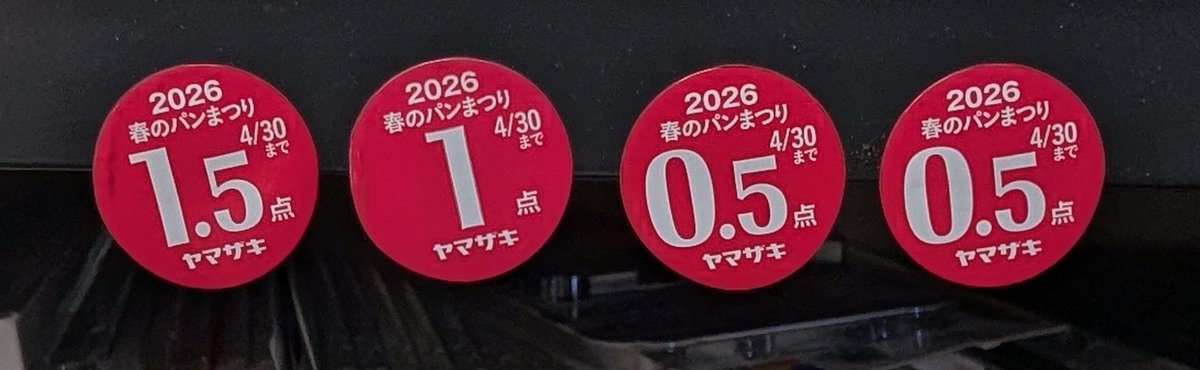 2026
春のパンまつり
4/30
まで
1.5点
ヤマザキ
2026
春のパンまつり
4/30
まで
1点
ヤマザキ
2026
春のパンまつり
4/30
まで
0.5点
ヤマザキ
2026
春のパンまつり
4/30
まで
0.5点
ヤマザキ